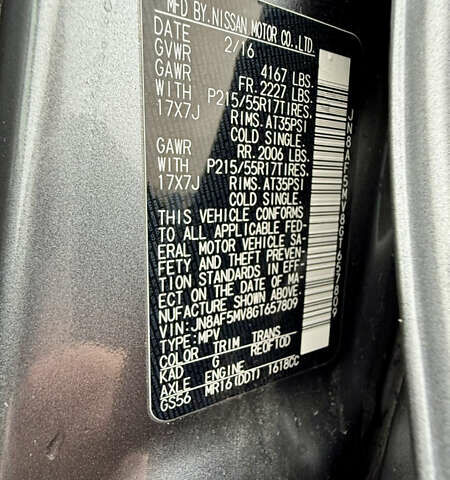 MFD BY. NISSAN MOTOR CO., LTD.
DATE 2/16
GVWR 4167 LBS.
GAWR FR. 2227 LBS.
WITH P215/55R17TIRES.
17X7J RIMS. AT35PSI
COLD SINGLE.
GAWR RR. 2006 LBS.
WITH P215/55R17TIRES.
17X7J RIMS. AT35PSI
COLD SINGLE.
THIS VEHICLE CONFORMS
TO ALL APPLICABLE FED-
ERAL MOTOR VEHICLE SA-
FETY AND THEFT PREVEN-
TION STANDARDS IN EFF-
ECT ON THE DATE OF MA-
NUFACTURE SHOWN ABOVE.
VIN: JN8AF5MV8GT657809
TYPE: MPV
COLOR TRIM TRANS
KAD G RE0F10D
AXLE ENGINE
GS56 MR16(DDT) 1618CC
JN8AF5MV8GT657809